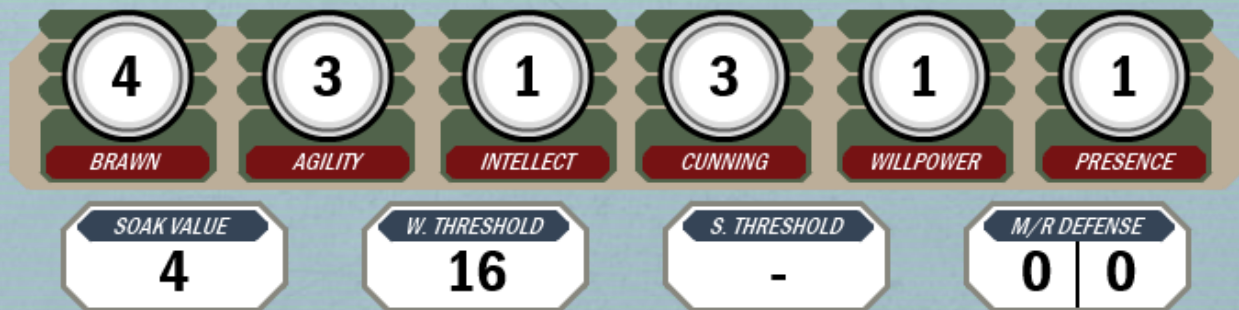 4 3 1 3 1 1
BRAWN AGILITY INTELLECT CUNNING WILLPOWER PRESENCE
SOAK VALUE W. THRESHOLD S. THRESHOLD M/R DEFENSE
4 16 - 0 0